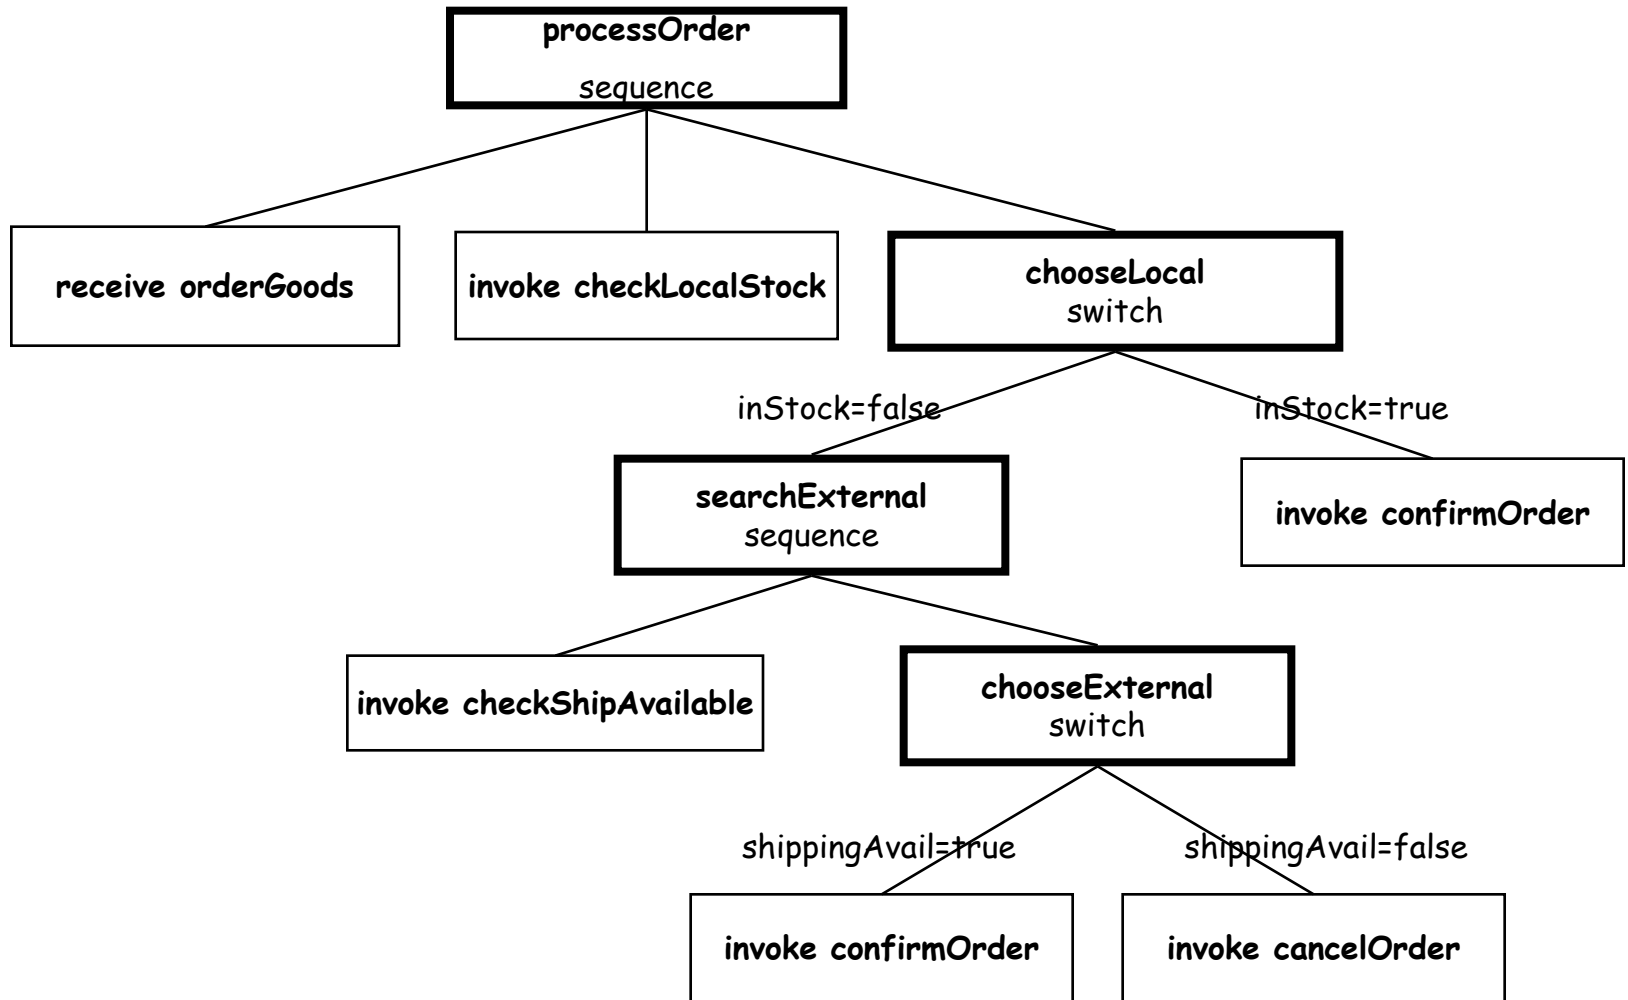 processOrder
sequence
receive orderGoods
invoke checkLocalStock
chooseLocal
switch
inStock=false
inStock=true
searchExternal
sequence
invoke confirmOrder
invoke checkShipAvailable
chooseExternal
switch
shippingAvail=true
shippingAvail=false
invoke confirmOrder
invoke cancelOrder